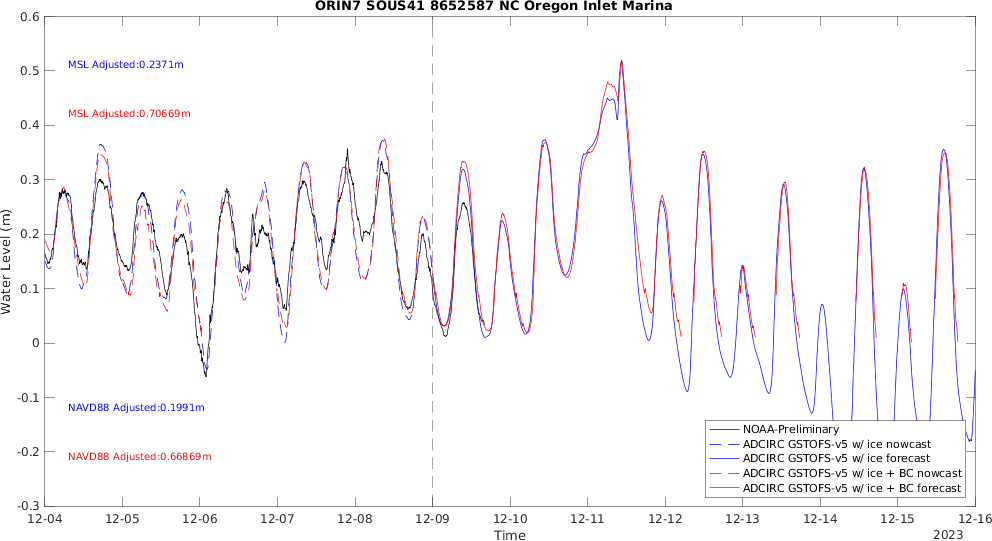 ORIN7 SOUS41 8652587 NC Oregon Inlet Marina
0.6
0.5
0.4
0.3
0.2
0.1
0
-0.1
-0.2
-0.3
Water Level (m)
MSL Adjusted:0.2371m
MSL Adjusted:0.70669m
NAVD88 Adjusted:0.1991m
NAVD88 Adjusted:0.66869m
NOAA-Preliminary
ADCIRC GSTOFS-v5 w/ ice nowcast
ADCIRC GSTOFS-v5 w/ ice forecast
ADCIRC GSTOFS-v5 w/ ice + BC nowcast
ADCIRC GSTOFS-v5 w/ ice + BC forecast
12-04 12-05 12-06 12-07 12-08 12-09 12-10 12-11 12-12 12-13 12-14 12-15 12-16
Time
2023